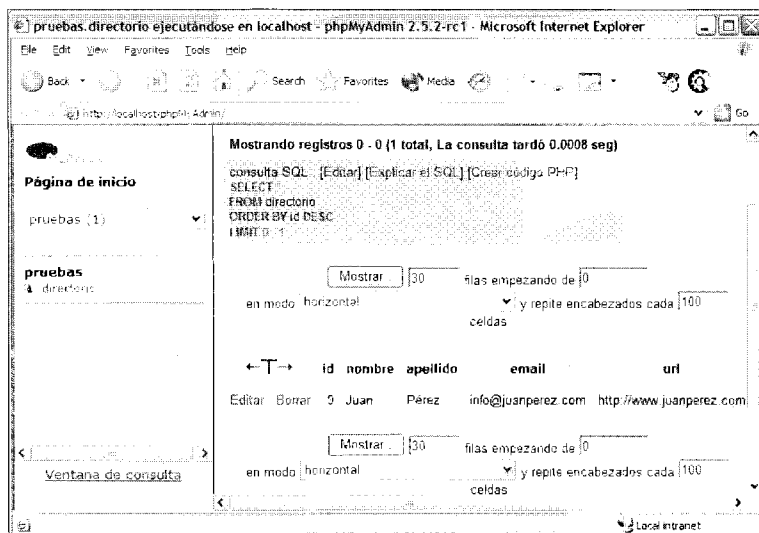 pruebas.directorio ejecutándose en localhost - phpMyAdmin 2.5.2-rc1 - Microsoft Internet Explorer
File Edit View Favorites Tools Help
Back Search Favorites Media
Go
Página de inicio
pruebas (1)
pruebas
directorio
Ventana de consulta
Mostrando registros 0 - 0 (1 total, La consulta tardó 0.0008 seg)
consulta SQL : [Editar] [Explicar el SQL] [Crear código PHP]
SELECT
FROM directorio
ORDER BY id DESC
LIMIT 0 , 1
Mostrar 30 filas empezando de 0
en modo horizontal y repite encabezados cada 100
celdas
←T→ id nombre apellido email url
Editar Borrar 0 Juan Pérez info@juanperez.com http://www.juanperez.com
Mostrar 30 filas empezando de 0
en modo horizontal y repite encabezados cada 100
celdas
Local intranet